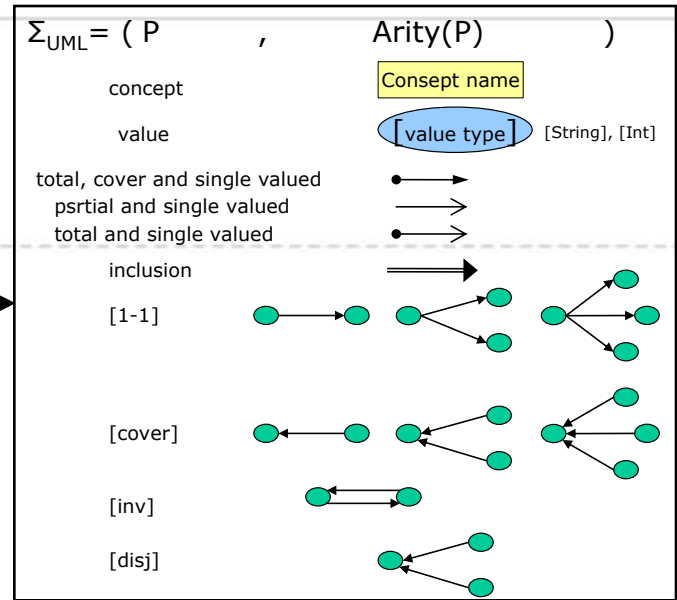 Σ_UML= ( P , Arity(P) )
concept Consept name
value [value type] [String], [Int]
total, cover and single valued
psrtial and single valued
total and single valued
inclusion
[1-1]
[cover]
[inv]
[disj]